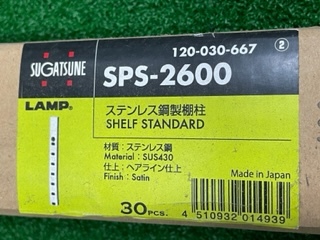 120-030-667 ②
SUGATSUNE
SPS-2600
LAMP®
ステンレス鋼製棚柱
SHELF STANDARD
材質：ステンレス鋼
Material : SUS430
仕上：ヘアライン仕上
Finish : Satin
Made in Japan
30 PCS.
4 510932 014939